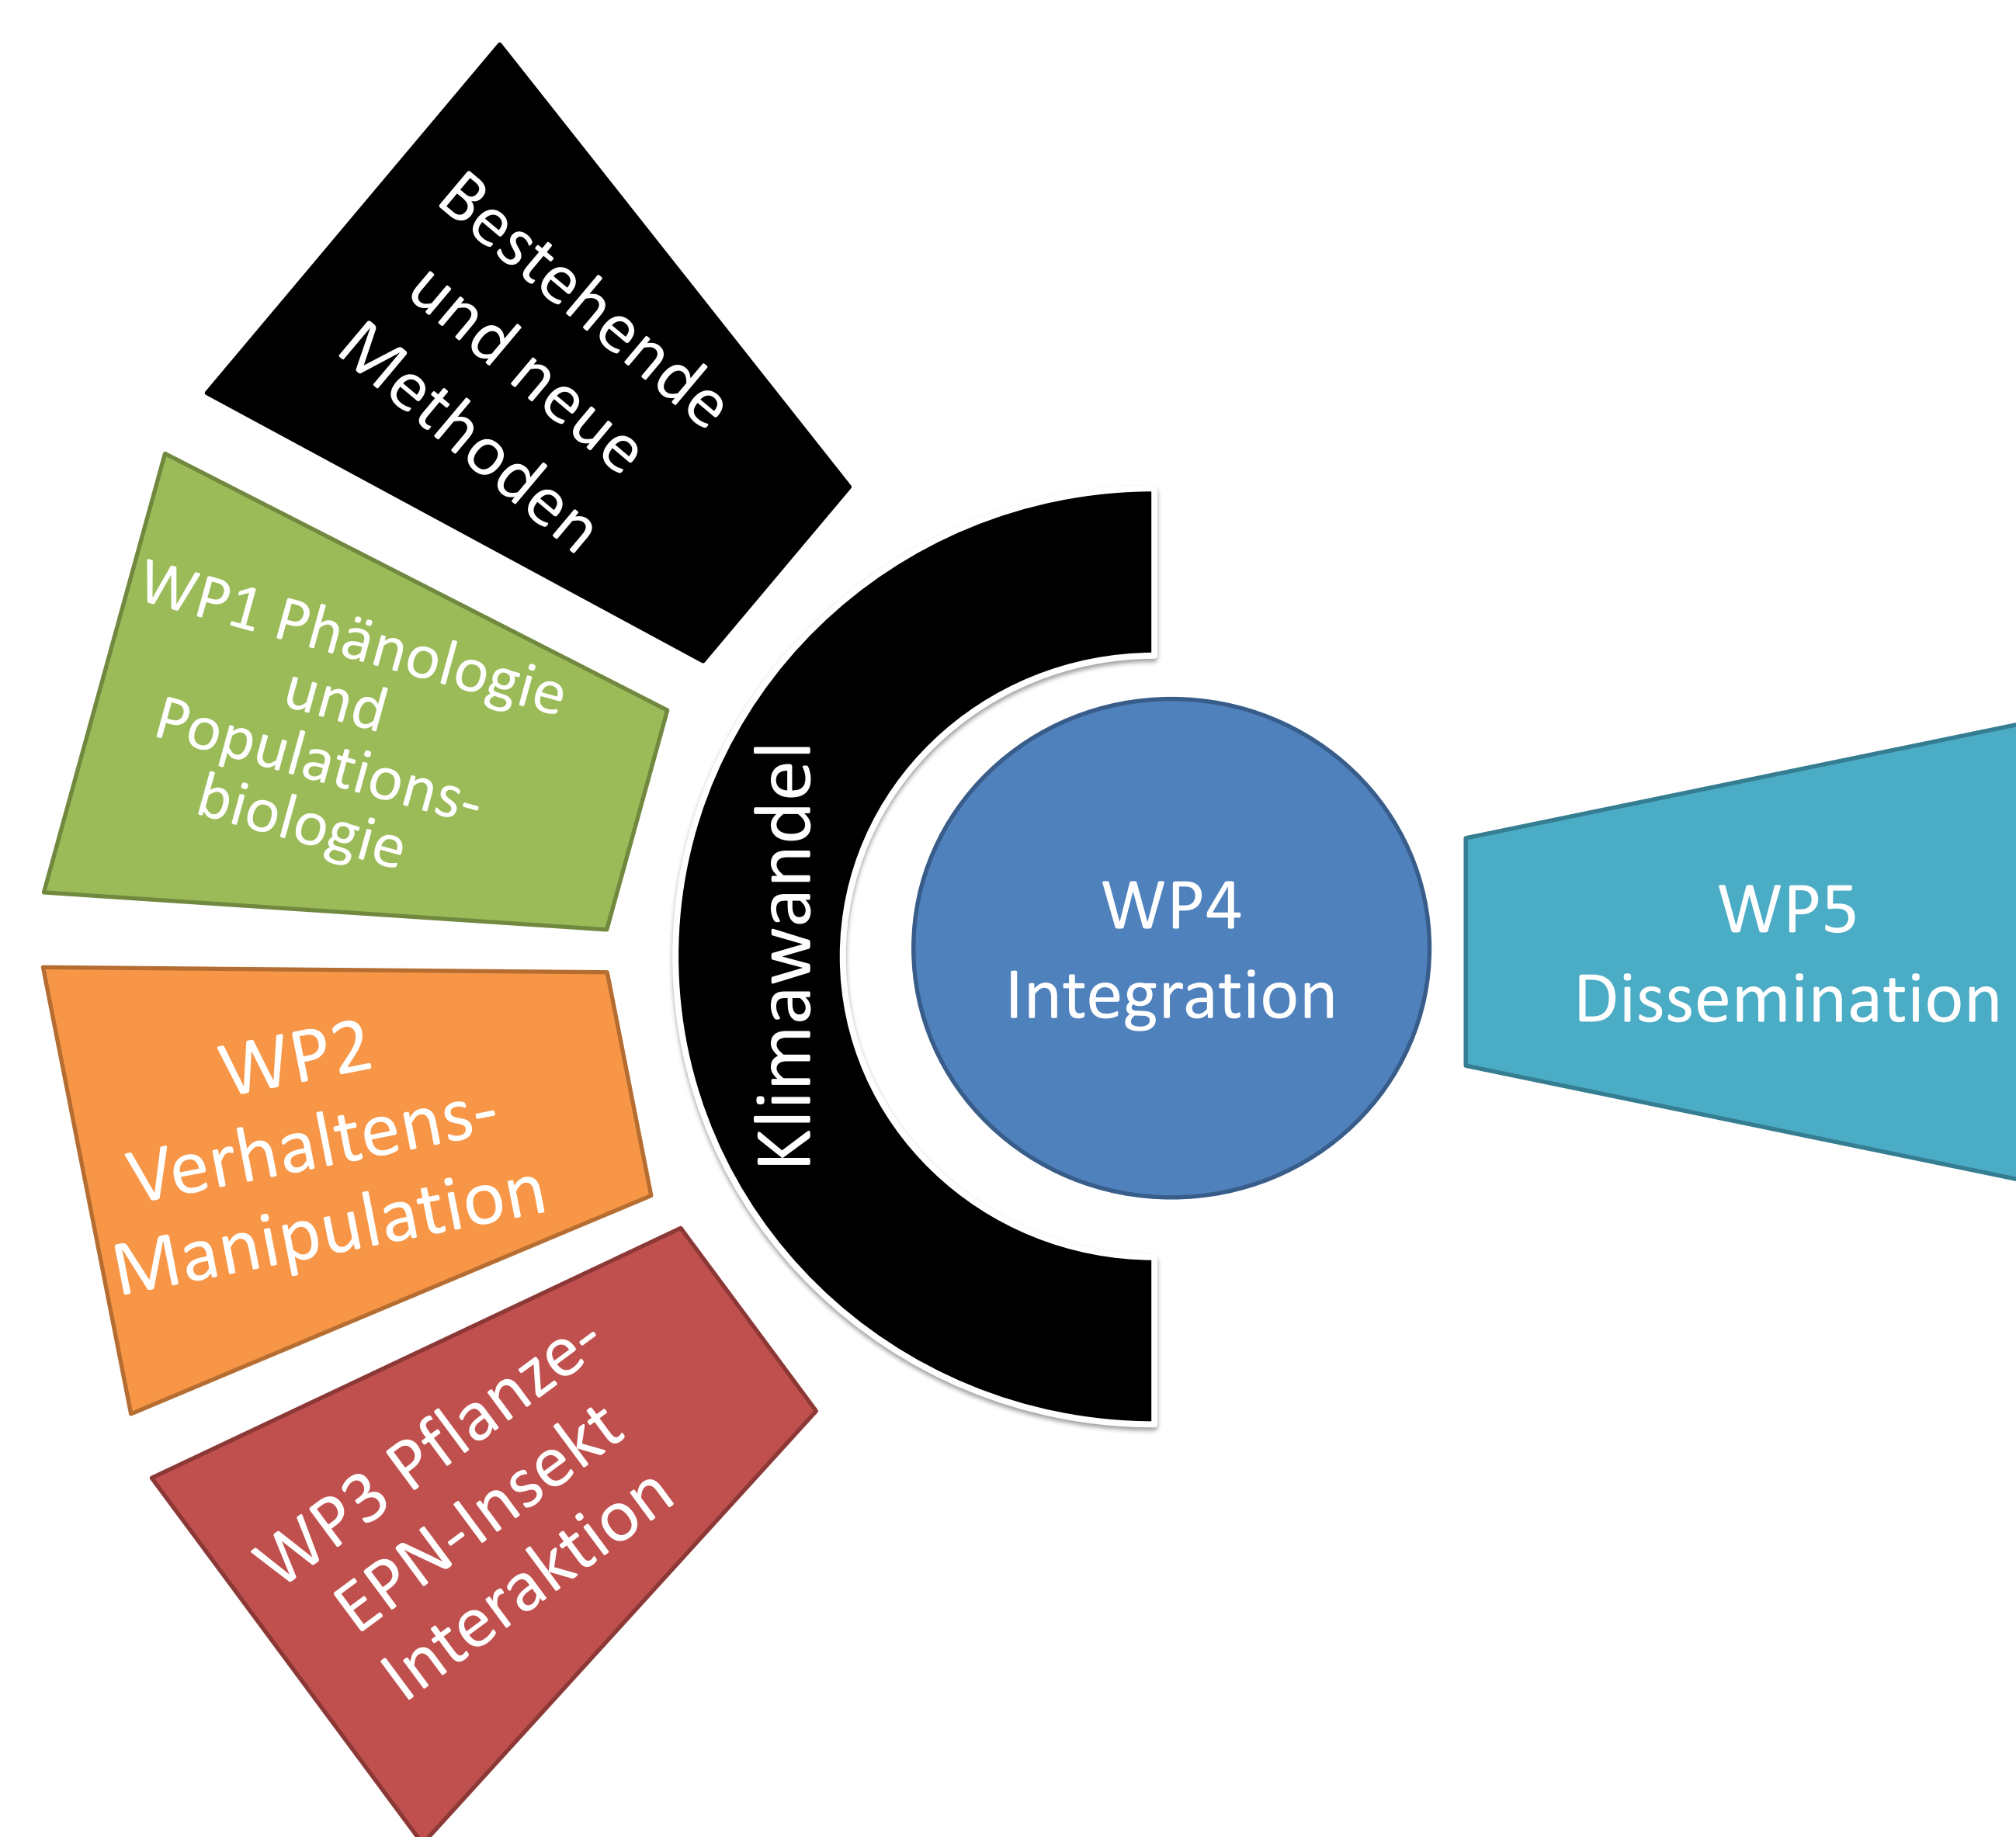 Bestehende
und neue
Methoden
WP1 Phänologie
und
Populations-
biologie
WP2
Verhaltens-
Manipulation
WP3 Pflanze-
EPN-Insekt
Interaktion
Klimawandel
WP4
Integration
WP5
Dissemination